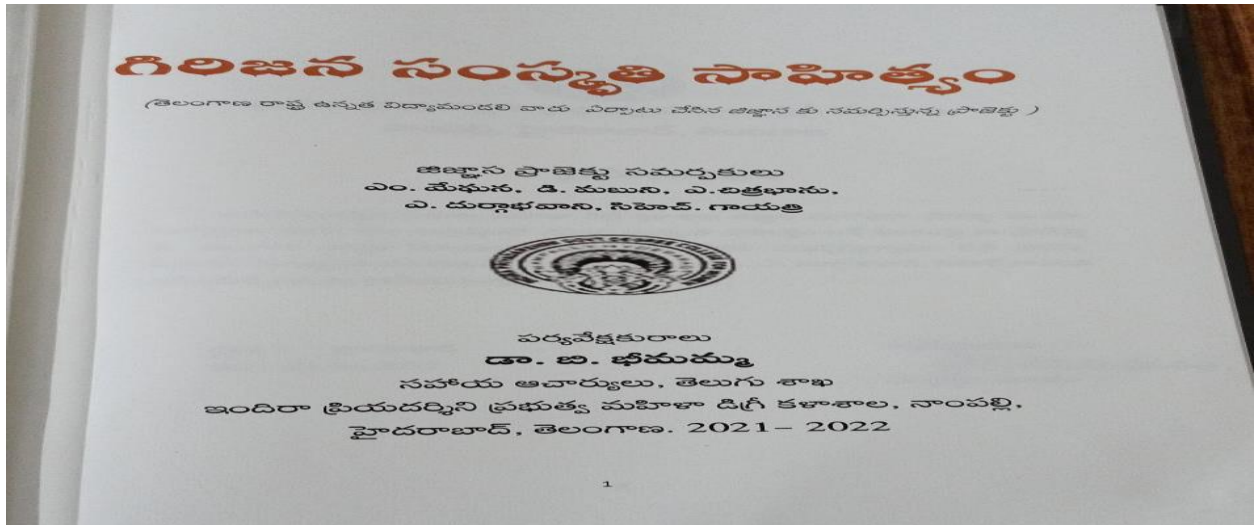 గిరిజన సంస్కృతి సాహిత్యం
(తెలంగాణ రాష్ట్ర ఉన్నత విద్యామండలి వారు ఏర్పాటు చేసిన జిజ్ఞాస కు సమర్పిస్తున్న ప్రాజెక్టు )
జిజ్ఞాస ప్రాజెక్టు సమర్పకులు
ఎం. మేఘన, డి. మబుని, ఎ.చిత్రభాను,
ఎ. దుర్గాభవాని, సిహెచ్. గాయత్రి
పర్యవేక్షకురాలు
డా. బి. భీమమ్మ
సహాయ ఆచార్యులు, తెలుగు శాఖ
ఇందిరా ప్రియదర్శిని ప్రభుత్వ మహిళా డిగ్రీ కళాశాల, నాంపల్లి,
హైదరాబాద్, తెలంగాణ. 2021– 2022
1